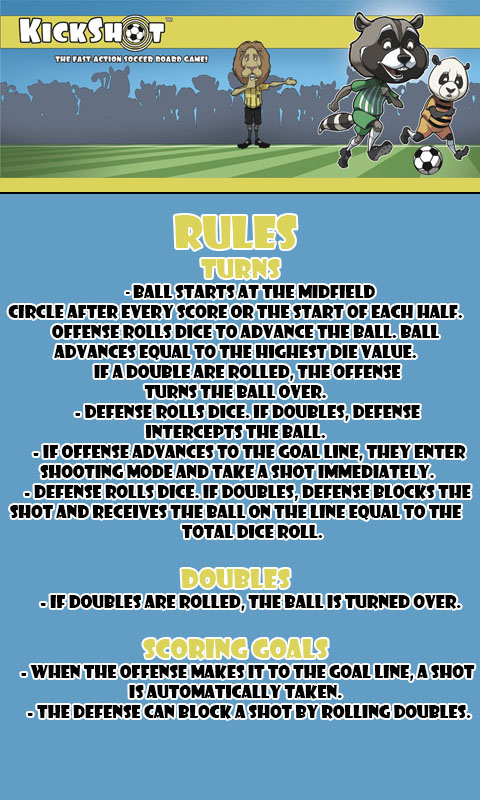 KICKSHOT™
THE FAST ACTION SOCCER BOARD GAME!
RULES
TURNS
- BALL STARTS AT THE MIDFIELD
CIRCLE AFTER EVERY SCORE OR THE START OF EACH HALF.
OFFENSE ROLLS DICE TO ADVANCE THE BALL. BALL
ADVANCES EQUAL TO THE HIGHEST DIE VALUE.
IF A DOUBLE ARE ROLLED, THE OFFENSE
TURNS THE BALL OVER.
- DEFENSE ROLLS DICE. IF DOUBLES, DEFENSE
INTERCEPTS THE BALL.
- IF OFFENSE ADVANCES TO THE GOAL LINE, THEY ENTER
SHOOTING MODE AND TAKE A SHOT IMMEDIATELY.
- DEFENSE ROLLS DICE. IF DOUBLES, DEFENSE BLOCKS THE
SHOT AND RECEIVES THE BALL ON THE LINE EQUAL TO THE
TOTAL DICE ROLL.
DOUBLES
- IF DOUBLES ARE ROLLED, THE BALL IS TURNED OVER.
SCORING GOALS
- WHEN THE OFFENSE MAKES IT TO THE GOAL LINE, A SHOT
IS AUTOMATICALLY TAKEN.
- THE DEFENSE CAN BLOCK A SHOT BY ROLLING DOUBLES.